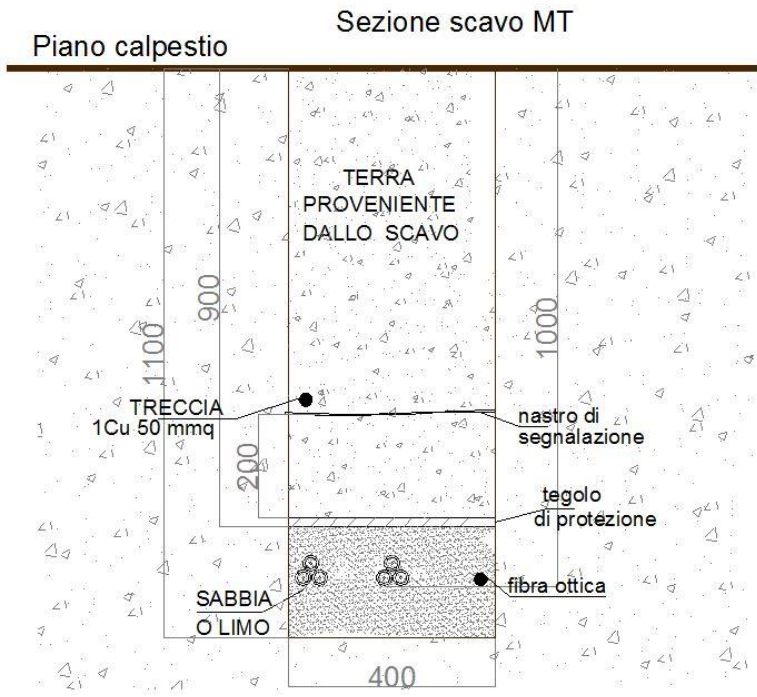 Sezione scavo MT
Piano calpestio
TERRA
PROVENIENTE
DALLO SCAVO
900
1100
1000
TRECCIA
1Cu 50 mmq
nastro di
segnalazione
200
tegolo
di protezione
fibra ottica
SABBIA
O LIMO
400